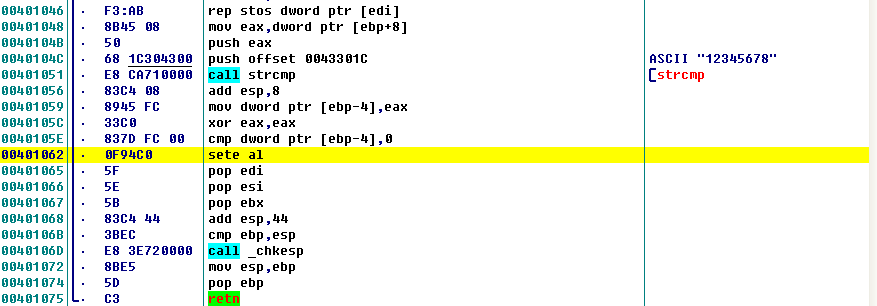 00401046 · F3:AB rep stos dword ptr [edi]
00401048 · 8B45 08 mov eax,dword ptr [ebp+8]
0040104B · 50 push eax
0040104C · 68 1C304300 push offset 0043301C ASCII "12345678"
00401051 · E8 CA710000 call strcmp strcmp
00401056 · 83C4 08 add esp,8
00401059 · 8945 FC mov dword ptr [ebp-4],eax
0040105C · 33C0 xor eax,eax
0040105E · 837D FC 00 cmp dword ptr [ebp-4],0
00401062 · 0F94C0 sete al
00401065 · 5F pop edi
00401066 · 5E pop esi
00401067 · 5B pop ebx
00401068 · 83C4 44 add esp,44
0040106B · 3BEC cmp ebp,esp
0040106D · E8 3E720000 call _chkesp
00401072 · 8BE5 mov esp,ebp
00401074 · 5D pop ebp
00401075 · C3 retn